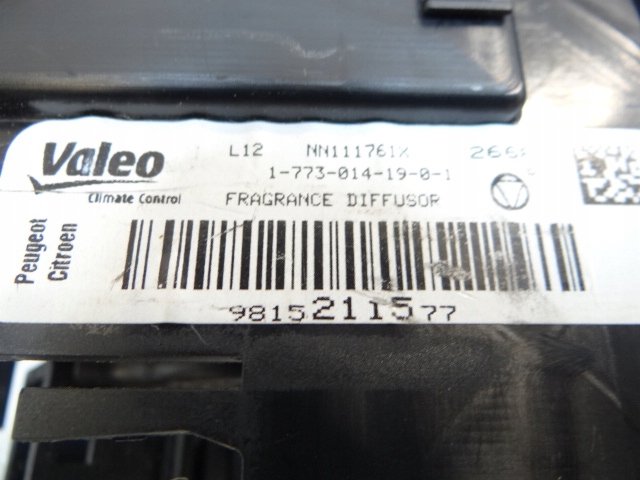 Valeo
Climate Control
L12 NN111761X
1-773-014-19-0-1
FRAGRANCE DIFFUSOR
Peugeot
Citroen
9815211577